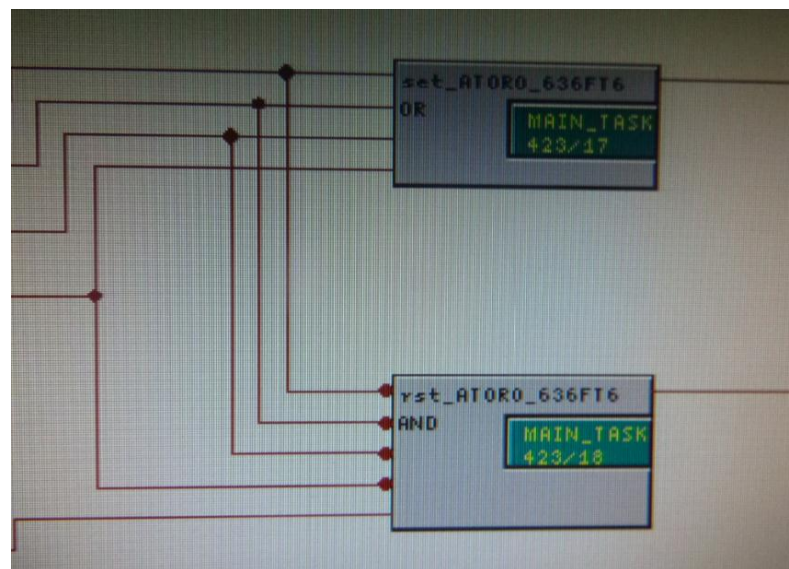 set_ATORO_636FT6
OR
MAIN_TASK
423/17
rst_ATORO_636FT6
AND
MAIN_TASK
423/18